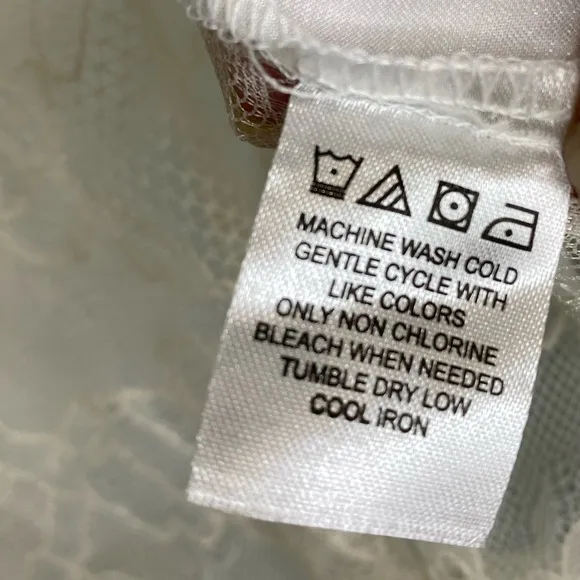 MACHINE WASH COLD
GENTLE CYCLE WITH
LIKE COLORS
ONLY NON CHLORINE
BLEACH WHEN NEEDED
TUMBLE DRY LOW
COOL IRON